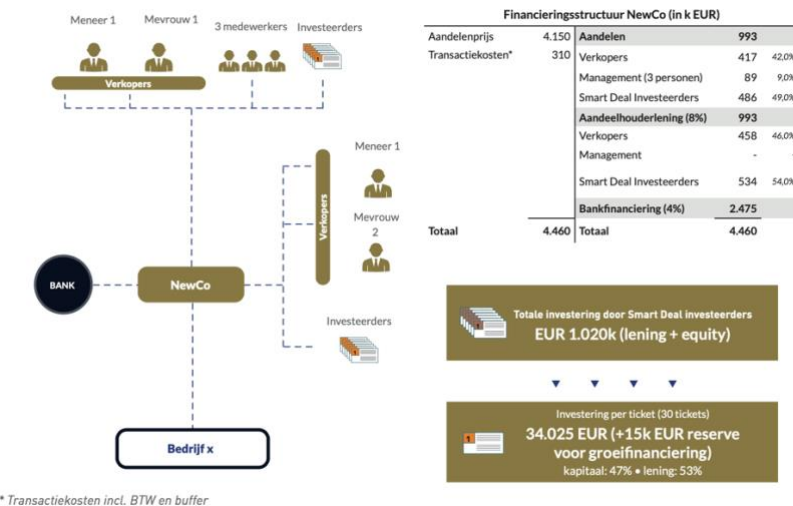 Meneer 1
Mevrouw 1
3 medewerkers
Investeerders
Verkopers
Meneer 1
Verkopers
Mevrouw
2
BANK
NewCo
Investeerders
Bedrijf x
* Transactiekosten incl. BTW en buffer
Financieringsstructuur NewCo (in k EUR)
Aandelenprijs 4.150 Aandelen 993
Transactiekosten* 310 Verkopers 417 42,0%
Management (3 personen) 89 9,0%
Smart Deal Investeerders 486 49,0%
Aandeelhouderlening (8%) 993
Verkopers 458 46,0%
Management - -
Smart Deal Investeerders 534 54,0%
Bankfinanciering (4%) 2.475
Totaal 4.460 Totaal 4.460
1
Totale investering door Smart Deal investeerders
EUR 1.020k (lening + equity)
1
Investering per ticket (30 tickets)
34.025 EUR (+15k EUR reserve
voor groeifinanciering)
kapitaal: 47% • lening: 53%